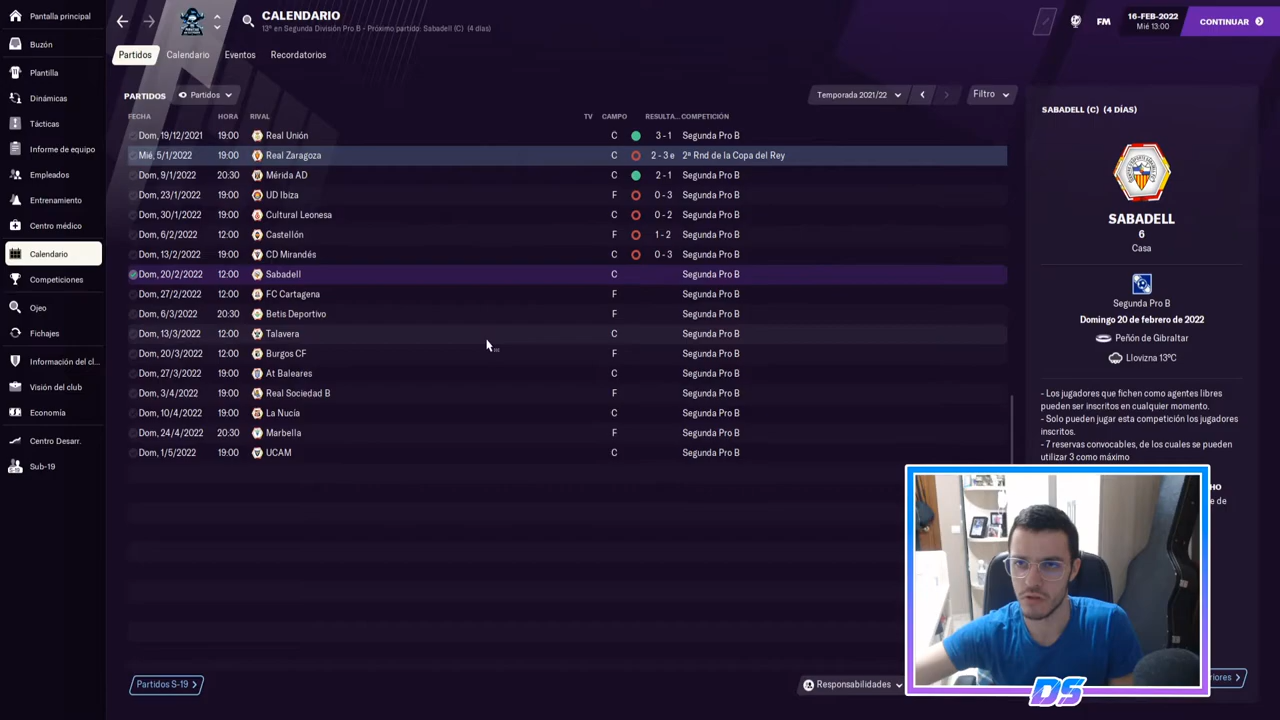 Pantalla principal
Buzón
Plantilla
Dinámicas
Tácticas
Informe de equipo
Empleados
Entrenamiento
Centro médico
Calendario
Competiciones
Ojeo
Fichajes
Información del cl...
Visión del club
Economía
Centro Desarr.
Sub-19
CALENDARIO
13º en Segunda División Pro B - Próximo partido: Sabadell (C) (4 días)
FM
16-FEB-2022
Mié 13:00
CONTINUAR
Partidos Calendario Eventos Recordatorios
PARTIDOS Partidos Temporada 2021/22 Filtro
FECHA HORA RIVAL TV CAMPO RESULTA... COMPETICIÓN
Dom, 19/12/2021 19:00 Real Unión C 3 - 1 Segunda Pro B
Mié, 5/1/2022 19:00 Real Zaragoza C 2 - 3 e 2ª Rnd de la Copa del Rey
Dom, 9/1/2022 20:30 Mérida AD C 2 - 1 Segunda Pro B
Dom, 23/1/2022 19:00 UD Ibiza F 0 - 3 Segunda Pro B
Dom, 30/1/2022 19:00 Cultural Leonesa C 0 - 2 Segunda Pro B
Dom, 6/2/2022 12:00 Castellón F 1 - 2 Segunda Pro B
Dom, 13/2/2022 19:00 CD Mirandés C 0 - 3 Segunda Pro B
Dom, 20/2/2022 12:00 Sabadell C Segunda Pro B
Dom, 27/2/2022 12:00 FC Cartagena F Segunda Pro B
Dom, 6/3/2022 20:30 Betis Deportivo F Segunda Pro B
Dom, 13/3/2022 12:00 Talavera C Segunda Pro B
Dom, 20/3/2022 12:00 Burgos CF F Segunda Pro B
Dom, 27/3/2022 19:00 At Baleares C Segunda Pro B
Dom, 3/4/2022 19:00 Real Sociedad B F Segunda Pro B
Dom, 10/4/2022 19:00 La Nucía C Segunda Pro B
Dom, 24/4/2022 20:30 Marbella F Segunda Pro B
Dom, 1/5/2022 19:00 UCAM C Segunda Pro B
Partidos S-19
Responsabilidades
SABADELL (C) (4 DÍAS)
SABADELL
6
Casa
Segunda Pro B
Domingo 20 de febrero de 2022
Peñón de Gibraltar
Llovizna 13ºC
- Los jugadores que fichen como agentes libres
pueden ser inscritos en cualquier momento.
- Solo pueden jugar esta competición los jugadores
inscritos.
- 7 reservas convocables, de los cuales se pueden
utilizar 3 como máximo
HO
e de
riores
DS